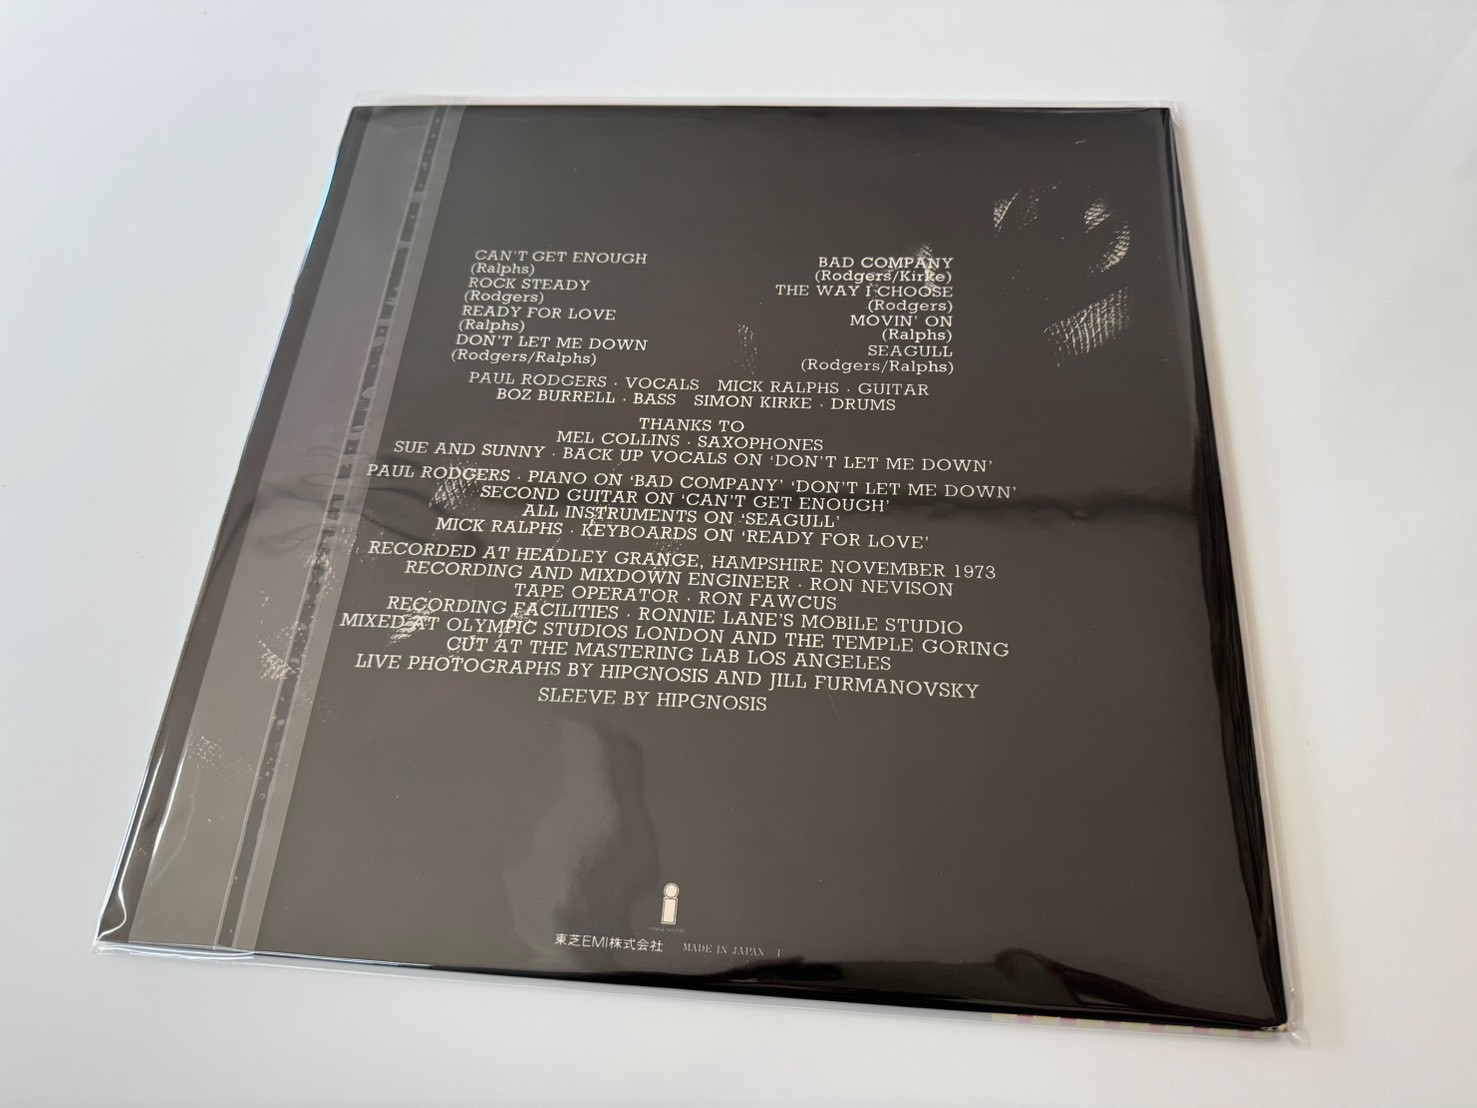 CAN'T GET ENOUGH
(Ralphs)
ROCK STEADY
(Rodgers)
READY FOR LOVE
(Ralphs)
DON'T LET ME DOWN
(Rodgers/Ralphs)
BAD COMPANY
(Rodgers/Kirke)
THE WAY I CHOOSE
(Rodgers)
MOVIN' ON
(Ralphs)
SEAGULL
(Rodgers/Ralphs)
PAUL RODGERS · VOCALS MICK RALPHS · GUITAR
BOZ BURRELL · BASS SIMON KIRKE · DRUMS
THANKS TO
MEL COLLINS · SAXOPHONES
SUE AND SUNNY · BACK UP VOCALS ON 'DON'T LET ME DOWN'
PAUL RODGERS · PIANO ON 'BAD COMPANY' 'DON'T LET ME DOWN'
SECOND GUITAR ON 'CAN'T GET ENOUGH'
ALL INSTRUMENTS ON 'SEAGULL'
MICK RALPHS · KEYBOARDS ON 'READY FOR LOVE'
RECORDED AT HEADLEY GRANGE, HAMPSHIRE NOVEMBER 1973
RECORDING AND MIXDOWN ENGINEER · RON NEVISON
TAPE OPERATOR · RON FAWCUS
RECORDING FACILITIES · RONNIE LANE'S MOBILE STUDIO
MIXED AT OLYMPIC STUDIOS LONDON AND THE TEMPLE GORING
CUT AT THE MASTERING LAB LOS ANGELES
LIVE PHOTOGRAPHS BY HIPGNOSIS AND JILL FURMANOVSKY
SLEEVE BY HIPGNOSIS
i
東芝EMI株式会社 MADE IN JAPAN I